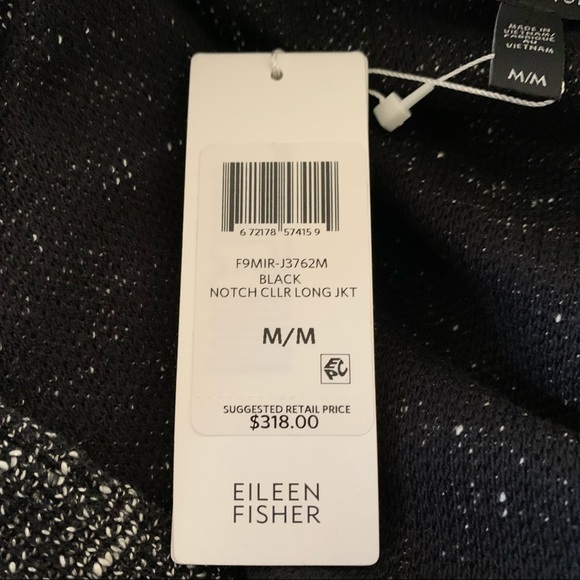 MADE IN
VIETNAM/
FABRIQUÉ
AU
VIETNAM
M/M
6 72178 57415 9
F9MIR-J3762M
BLACK
NOTCH CLLR LONG JKT
M/M
EPC
SUGGESTED RETAIL PRICE
$318.00
EILEEN
FISHER